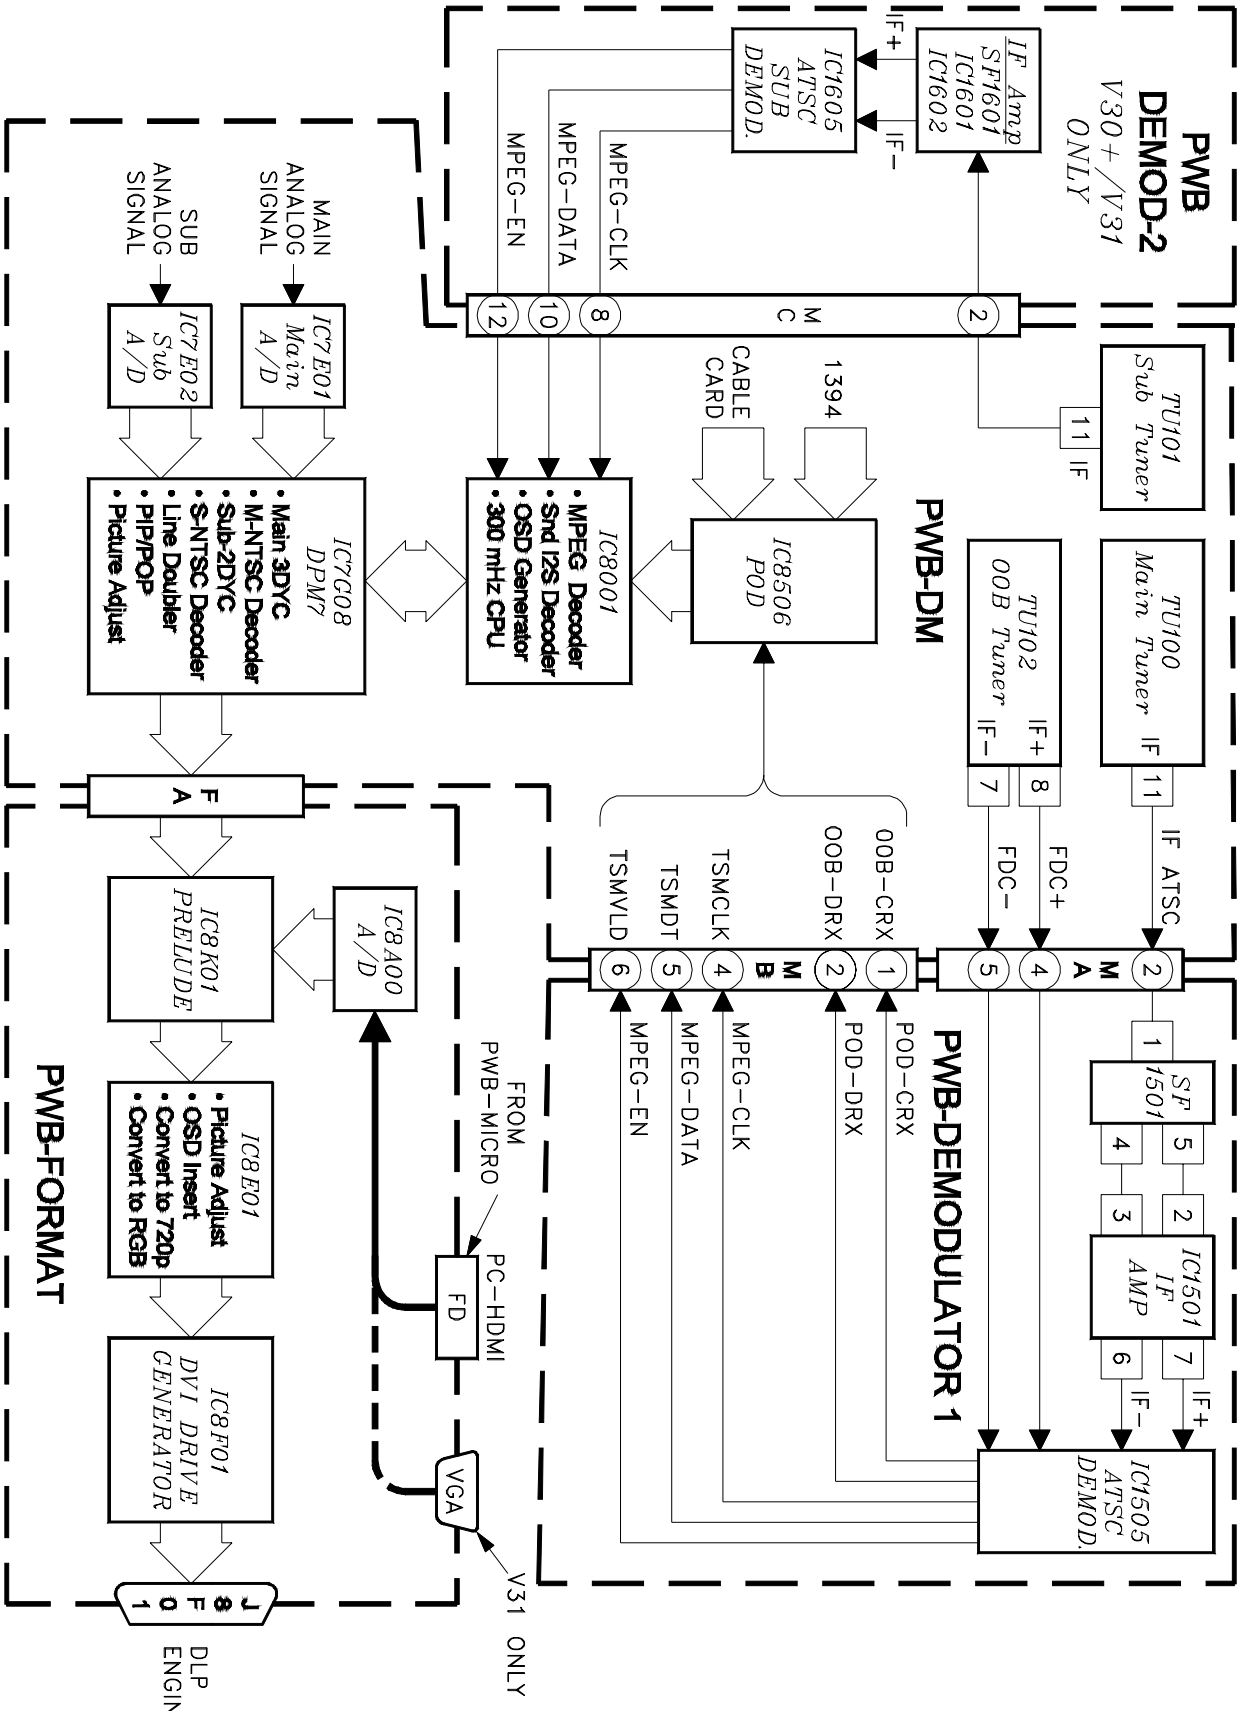 PWB
DEMOD-2
V30+/V31
ONLY
IF Amp
SF1601
IC1601
IC1602
IF+
IF-
IC1605
ATSC
SUB
DEMOD.
MPEG-CLK
MPEG-DATA
MPEG-EN
2
M
C
8
10
12
TU101
Sub Tuner
11
IF
TU100
Main Tuner
IF
11
IF ATSC
TU102
OOB Tuner
IF+
IF-
8
7
FDC+
FDC-
PWB-DM
1394
CABLE
CARD
IC8506
POD
IC8001
• MPEG Decoder
• Snd I2S Decoder
• OSD Generator
• 300 mHz CPU
OOB-CRX
OOB-DRX
TSMCLK
TSMDT
TSMVLD
2
M
A
4
5
1
2
M
B
4
5
6
PWB-DEMODULATOR 1
1
SF
1501
5
4
2
3
IC1501
IF
AMP
7
6
IF+
IF-
IC1505
ATSC
DEMOD.
POD-CRX
POD-DRX
MPEG-CLK
MPEG-DATA
MPEG-EN
MAIN
ANALOG
SIGNAL
SUB
ANALOG
SIGNAL
IC7E01
Main
A/D
IC7E02
Sub
A/D
IC7C08
DPM7
• Main 3DYC
• M-NTSC Decoder
• Sub-2DYC
• S-NTSC Decoder
• Line Doubler
• PIP/POP
• Picture Adjust
F
A
IC8A00
A/D
IC8K01
PRELUDE
IC8E01
• Picture Adjust
• OSD Insert
• Convert to 720p
• Convert to RGB
FROM
PWB-MICRO
PC-HDMI
FD
VGA
V31 ONLY
IC8F01
DVI DRIVE
GENERATOR
J
8
F
0
1
DLP
ENGIN
PWB-FORMAT